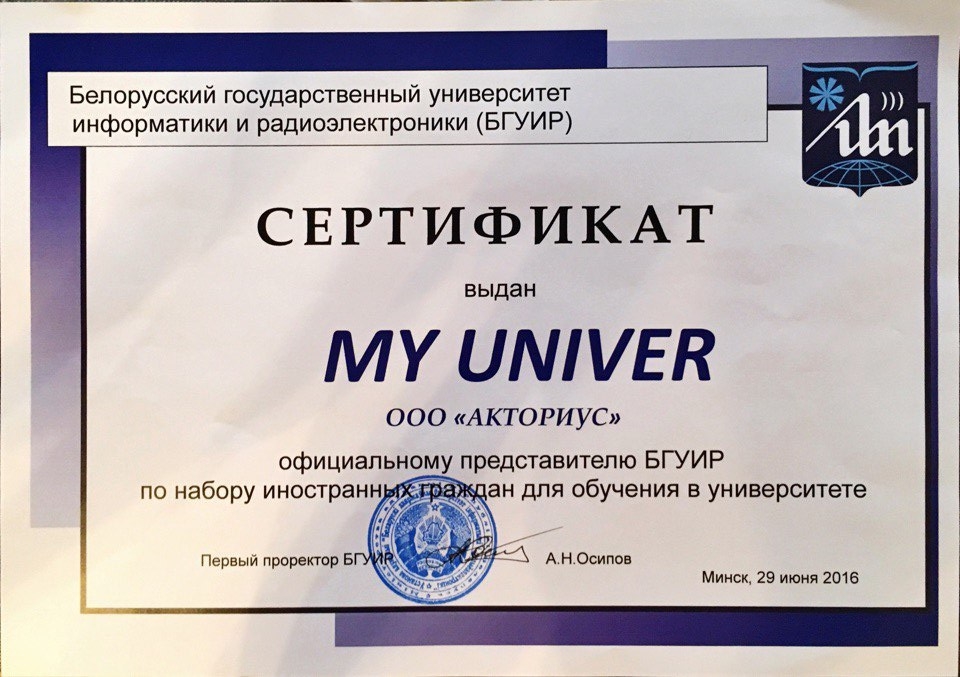 Белорусский государственный университет
информатики и радиоэлектроники (БГУИР)
СЕРТИФИКАТ
выдан
MY UNIVER
ООО «АКТОРИУС»
официальному представителю БГУИР
по набору иностранных граждан для обучения в университете
Первый проректор БГУИР А.Н.Осипов
Минск, 29 июня 2016